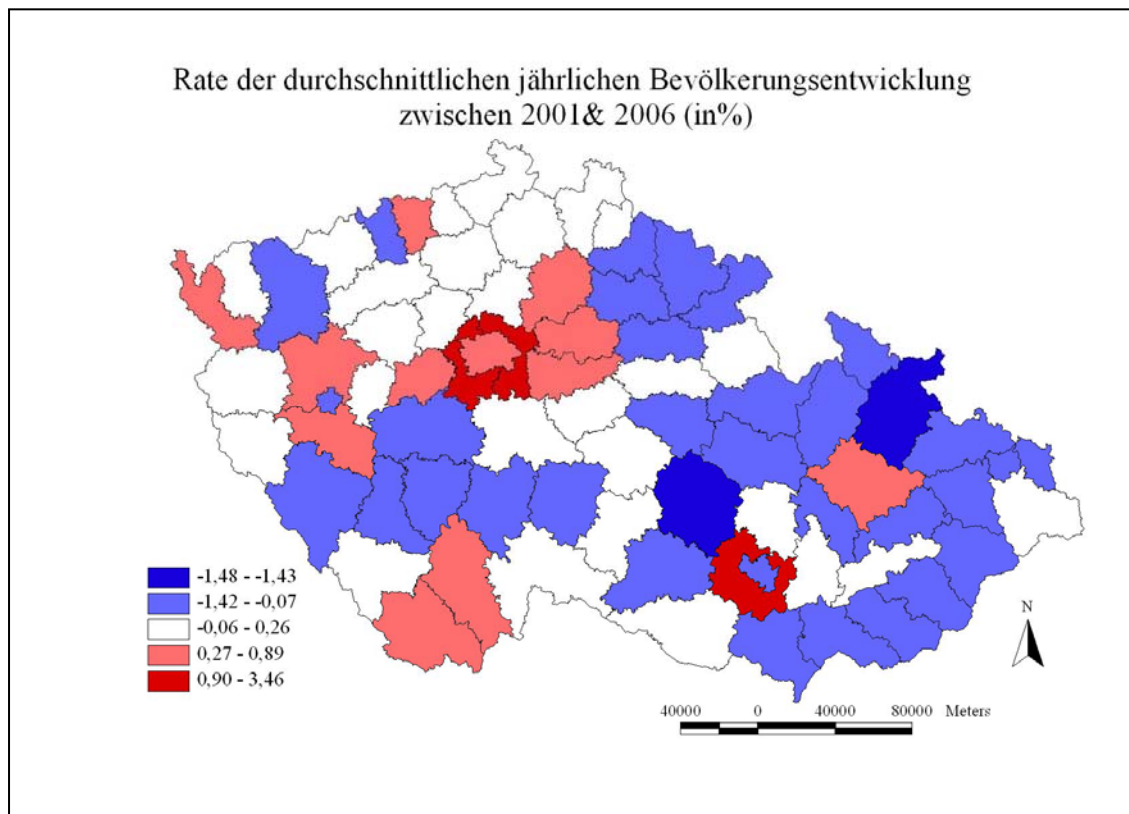 Rate der durchschnittlichen jährlichen Bevölkerungsentwicklung
zwischen 2001& 2006 (in%)
-1,48 - -1,43
-1,42 - -0,07
-0,06 - 0,26
0,27 - 0,89
0,90 - 3,46
N
40000 0 40000 80000 Meters